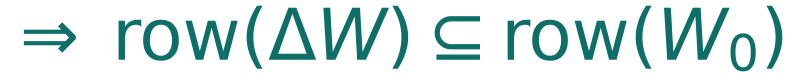 ⇒ row(ΔW) ⊆ row(W₀)